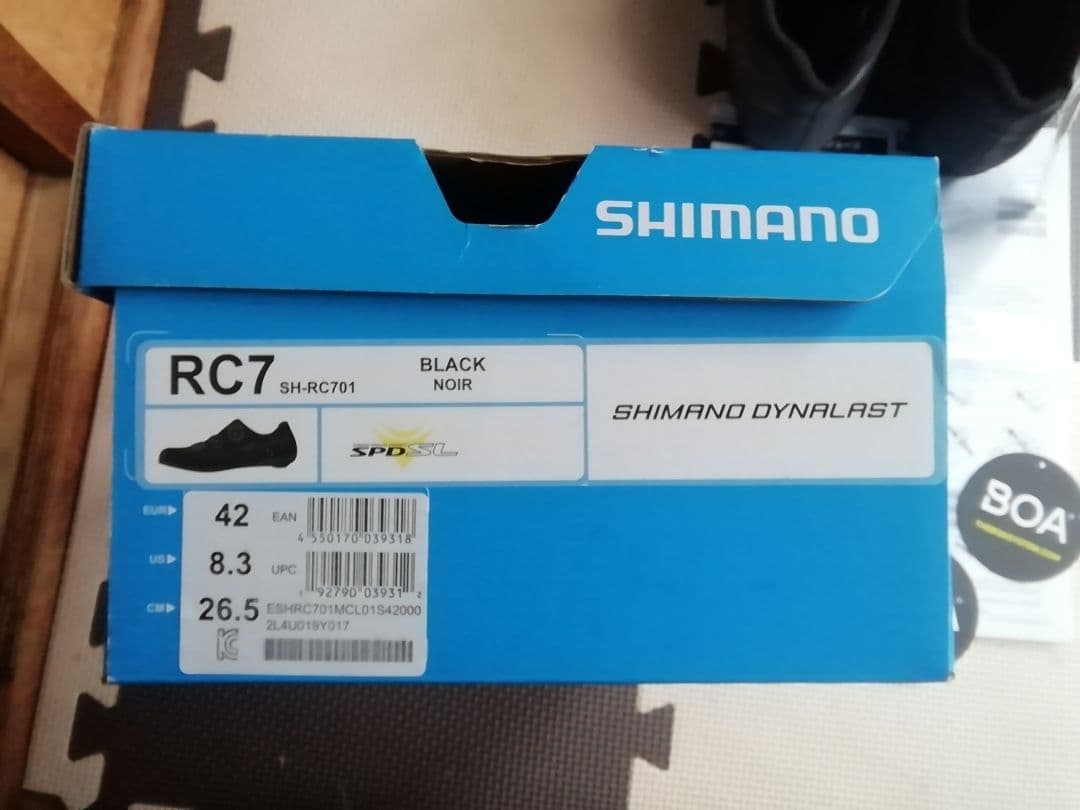 SHIMANO
RC7 SH-RC701
BLACK
NOIR
SPD SL
SHIMANO DYNALAST
EUR 42 EAN
4 550170 039318
US 8.3 UPC
1 92790 03931 2
CM 26.5 ESHRC701MCL01S42000
2L4U019Y017
BOA